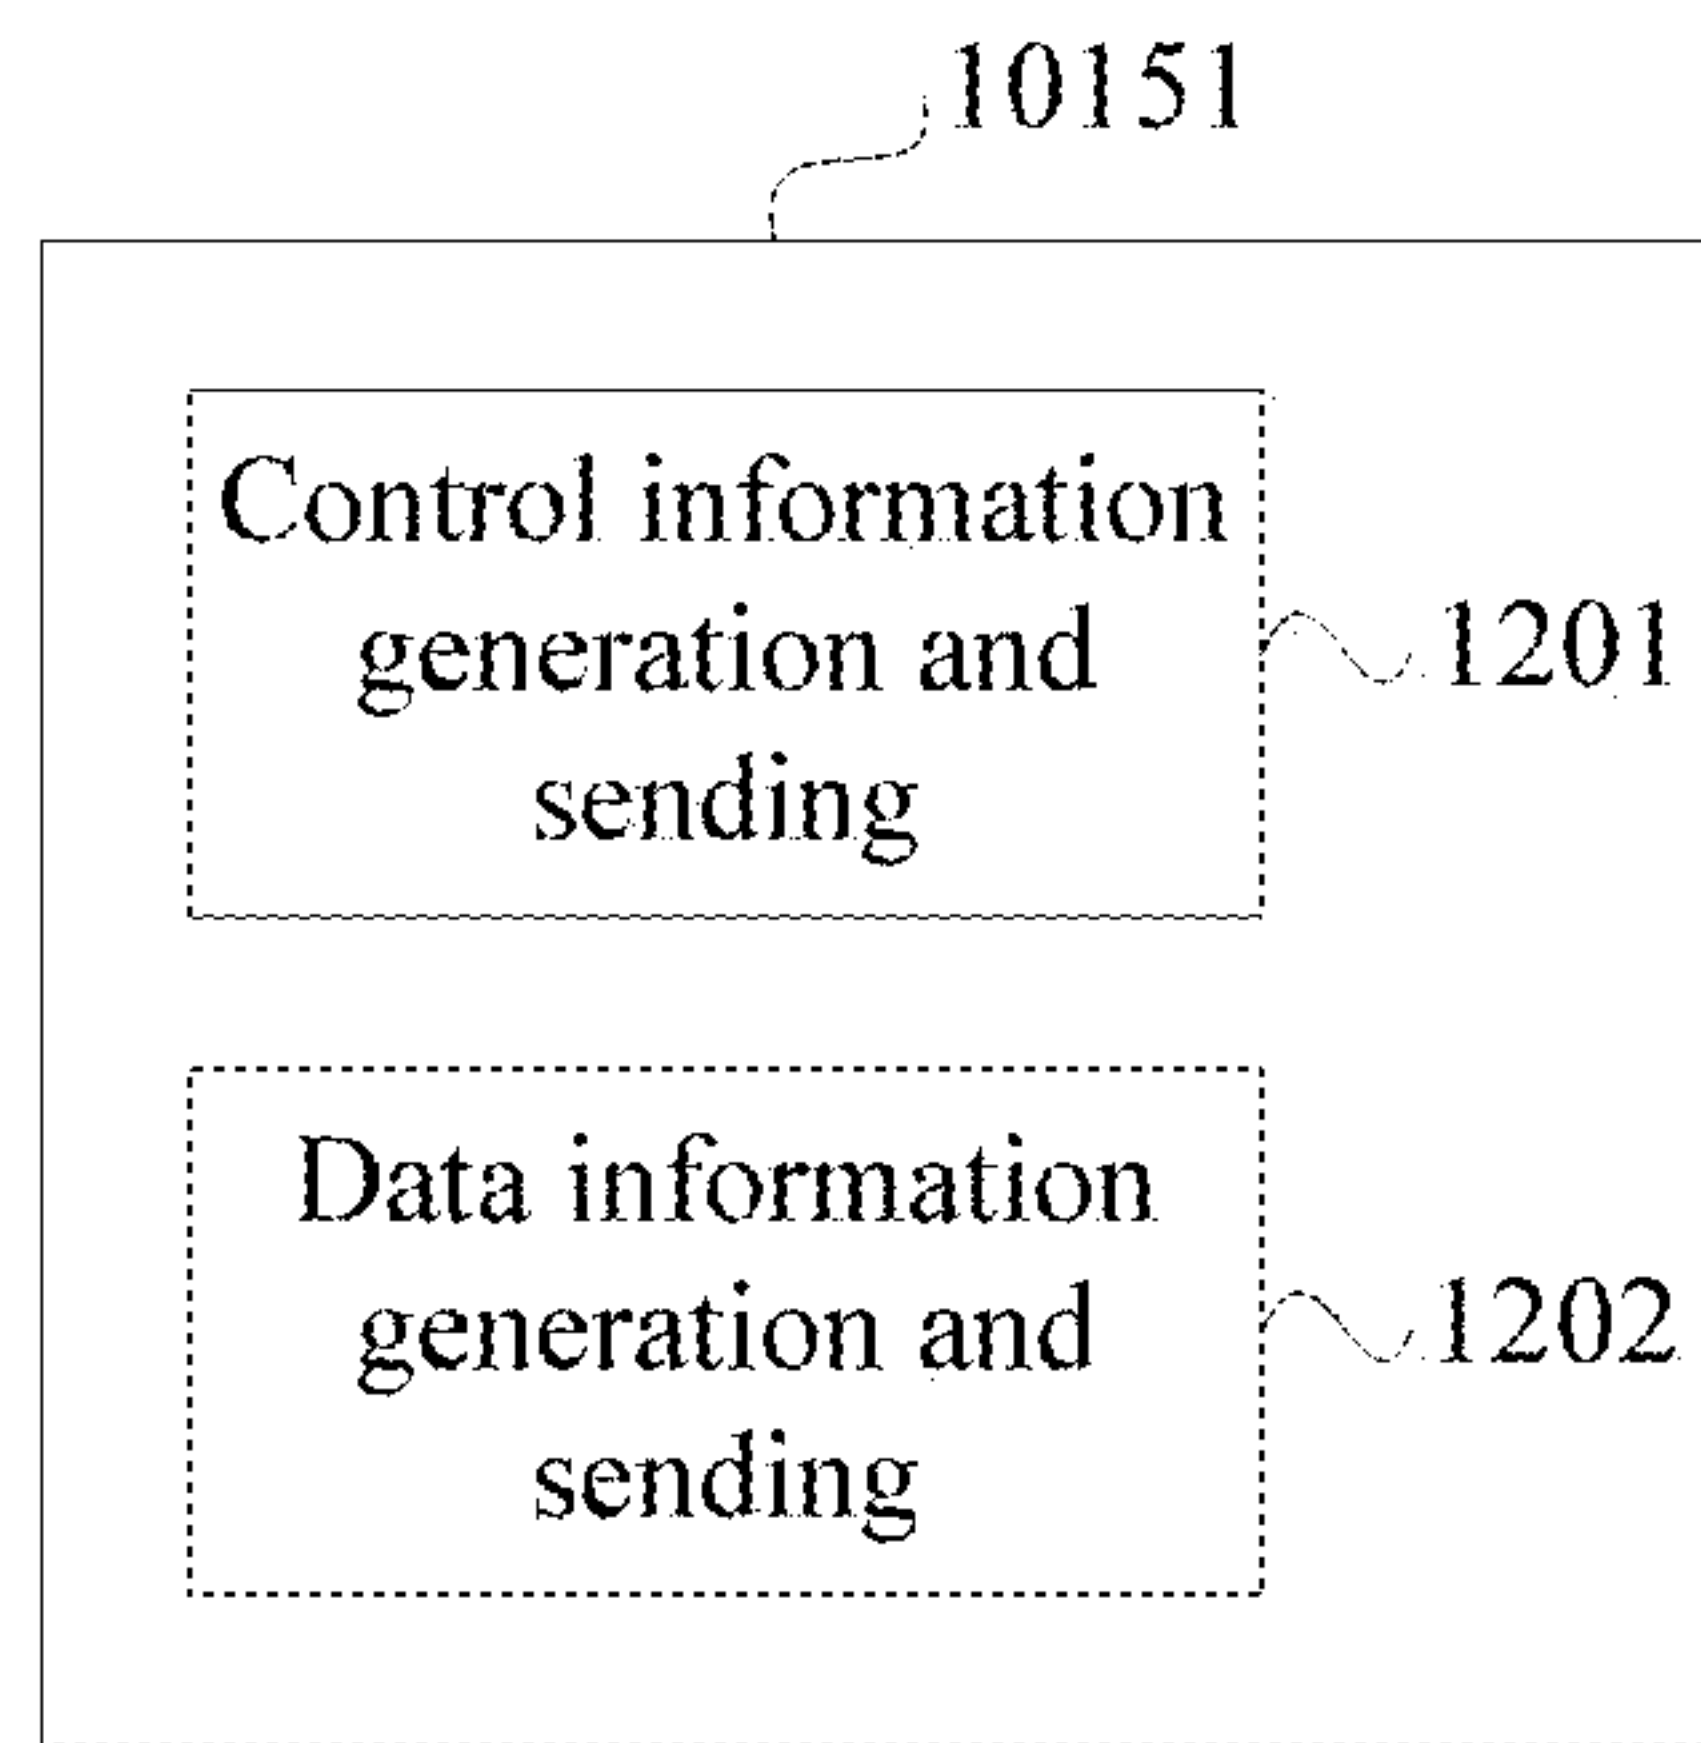 10151
Control information
generation and
sending
1201
Data information
generation and
sending
1202